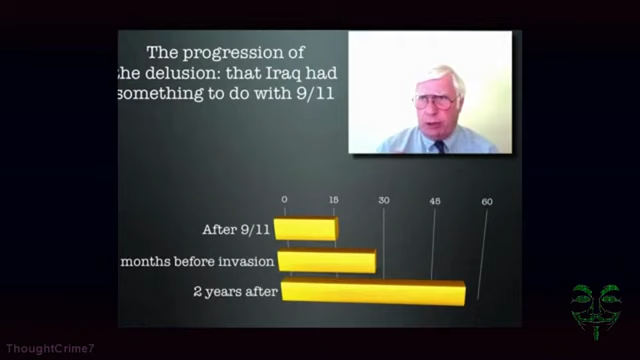 The progression of
the delusion: that Iraq had
something to do with 9/11
0 15 30 45 60
After 9/11
months before invasion
2 years after
ThoughtCrime7